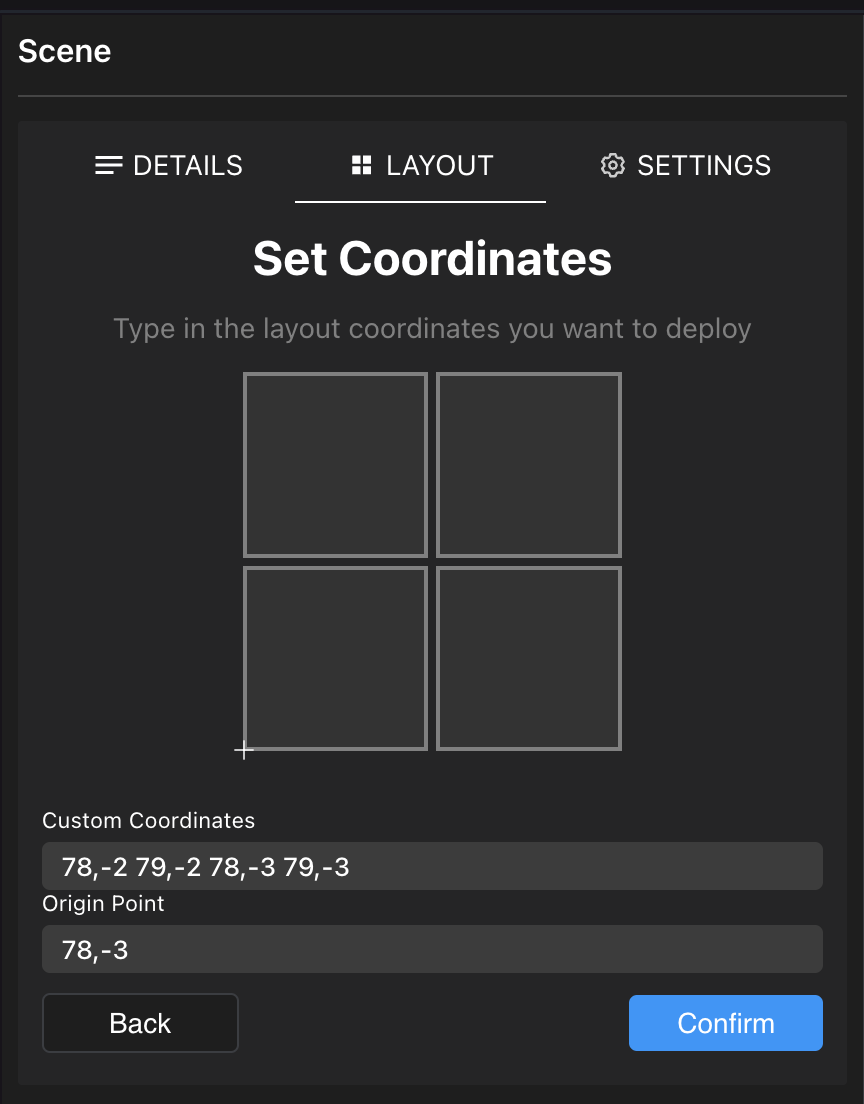 Scene
DETAILS LAYOUT SETTINGS
Set Coordinates
Type in the layout coordinates you want to deploy
Custom Coordinates
78,-2 79,-2 78,-3 79,-3
Origin Point
78,-3
Back Confirm